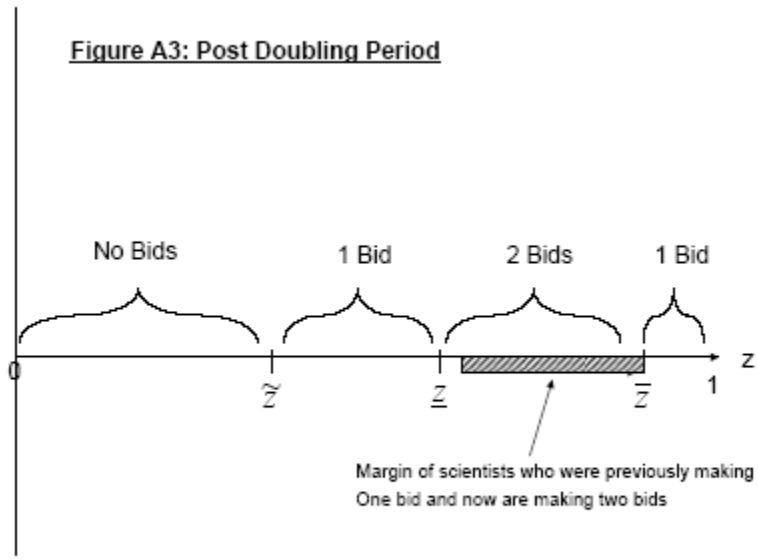 Figure A3: Post Doubling Period
No Bids 1 Bid 2 Bids 1 Bid
0 z̃ z̲ z̄ 1 z
Margin of scientists who were previously making
One bid and now are making two bids